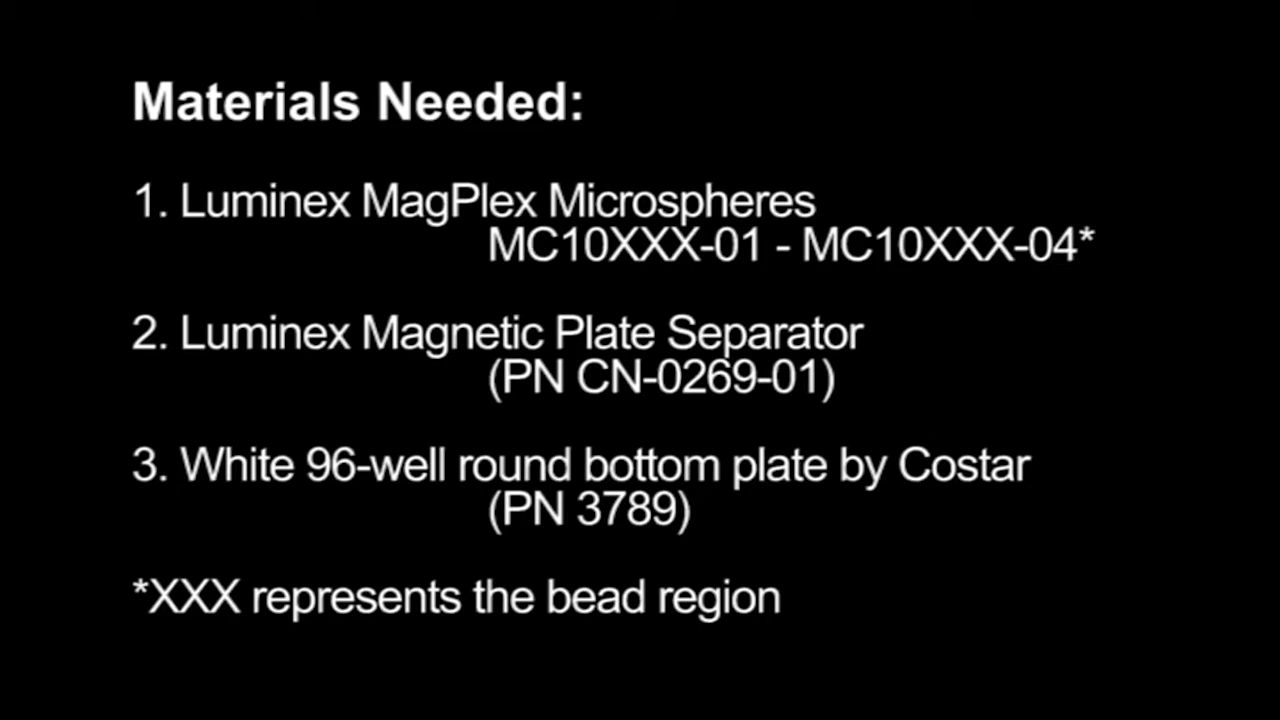 Materials Needed:
1. Luminex MagPlex Microspheres
MC10XXX-01 - MC10XXX-04*
2. Luminex Magnetic Plate Separator
(PN CN-0269-01)
3. White 96-well round bottom plate by Costar
(PN 3789)
*XXX represents the bead region